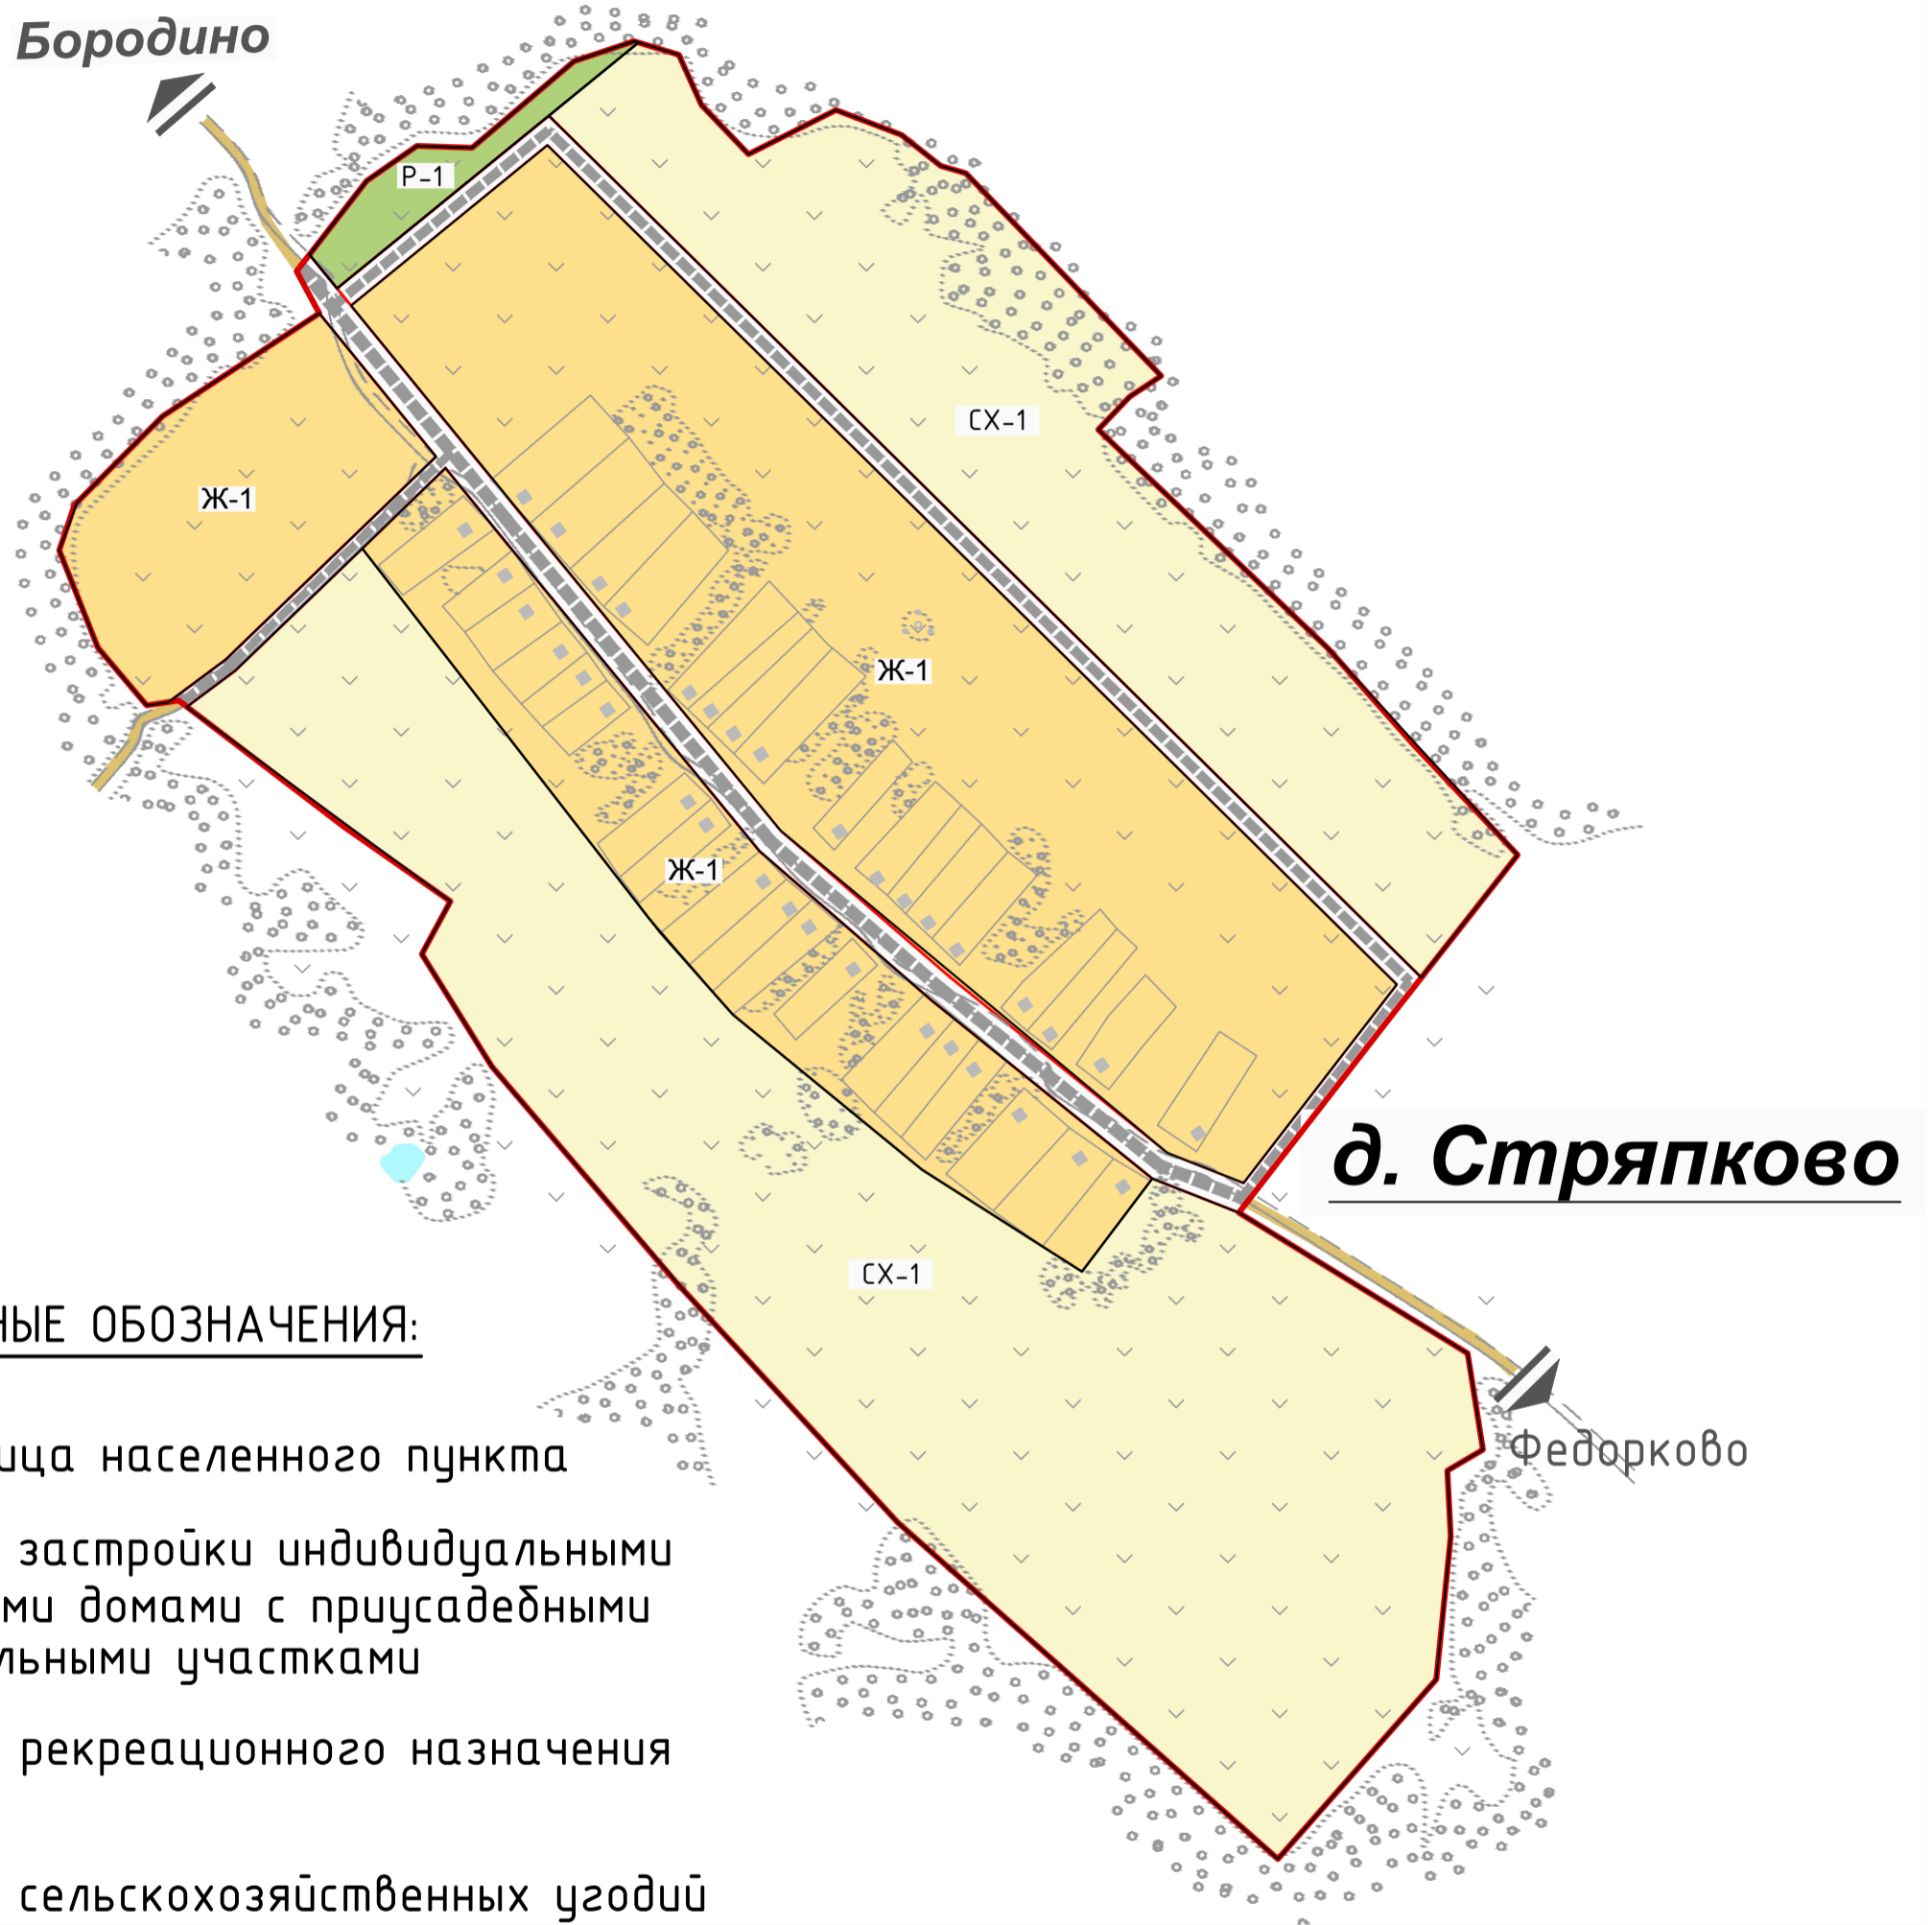 Бородино
Р-1
СХ-1
Ж-1
Ж-1
Ж-1
д. Стряпково
СХ-1
НЫЕ ОБОЗНАЧЕНИЯ:
Федорково
ица населенного пункта
застройки индивидуальными
ми домами с приусадебными
льными участками
рекреационного назначения
сельскохозяйственных угодий